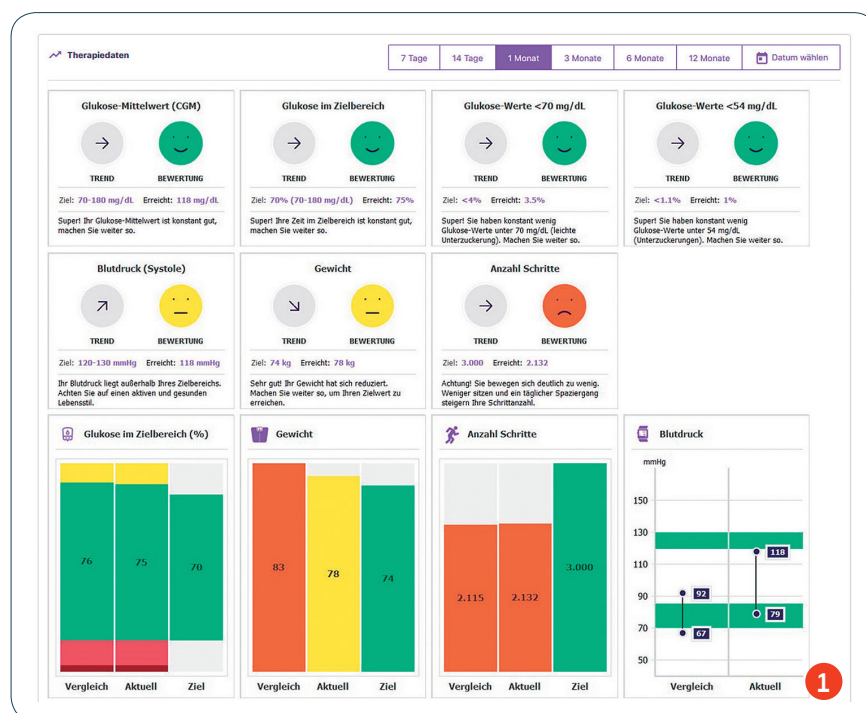 Therapiedaten
7 Tage 14 Tage 1 Monat 3 Monate 6 Monate 12 Monate Datum wählen
Glukose-Mittelwert (CGM)
TREND BEWERTUNG
Ziel: 70-180 mg/dL Erreicht: 118 mg/dL
Super! Ihr Glukose-Mittelwert ist konstant gut,
machen Sie weiter so.
Glukose im Zielbereich
TREND BEWERTUNG
Ziel: 70% (70-180 mg/dL) Erreicht: 75%
Super! Ihre Zeit im Zielbereich ist konstant gut,
machen Sie weiter so.
Glukose-Werte <70 mg/dL
TREND BEWERTUNG
Ziel: <4% Erreicht: 3.5%
Super! Sie haben konstant wenig
Glukose-Werte unter 70 mg/dL (leichte
Unterzuckerung). Machen Sie weiter so.
Glukose-Werte <54 mg/dL
TREND BEWERTUNG
Ziel: <1.1% Erreicht: 1%
Super! Sie haben konstant wenig
Glukose-Werte unter 54 mg/dL
(Unterzuckerungen). Machen Sie weiter so.
Blutdruck (Systole)
TREND BEWERTUNG
Ziel: 120-130 mmHg Erreicht: 118 mmHg
Ihr Blutdruck liegt außerhalb Ihres Zielbereichs.
Achten Sie auf einen aktiven und gesunden
Lebensstil.
Gewicht
TREND BEWERTUNG
Ziel: 74 kg Erreicht: 78 kg
Sehr gut! Ihr Gewicht hat sich reduziert.
Machen Sie weiter so, um Ihren Zielwert zu
erreichen.
Anzahl Schritte
TREND BEWERTUNG
Ziel: 3.000 Erreicht: 2.132
Achtung! Sie bewegen sich deutlich zu wenig.
Weniger sitzen und ein täglicher Spaziergang
steigern Ihre Schrittanzahl.
Glukose im Zielbereich (%)
76 75 70
Vergleich Aktuell Ziel
Gewicht
83 78 74
Vergleich Aktuell Ziel
Anzahl Schritte
2.115 2.132 3.000
Vergleich Aktuell Ziel
Blutdruck
mmHg
150
130
118
110
90
92
79
70
67
50
Vergleich Aktuell
1